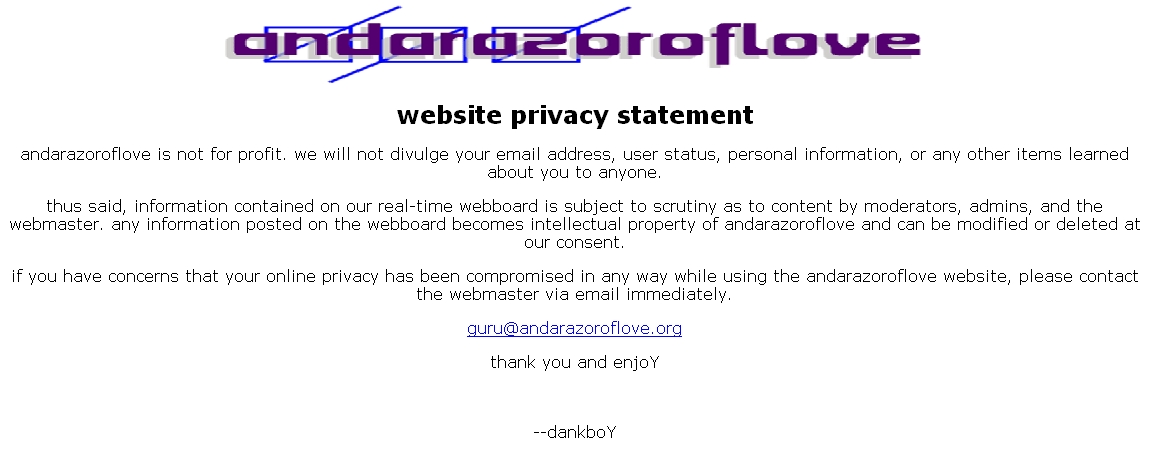 andarazoroflove
website privacy statement
andarazoroflove is not for profit. we will not divulge your email address, user status, personal information, or any other items learned
about you to anyone.
thus said, information contained on our real-time webboard is subject to scrutiny as to content by moderators, admins, and the
webmaster. any information posted on the webboard becomes intellectual property of andarazoroflove and can be modified or deleted at
our consent.
if you have concerns that your online privacy has been compromised in any way while using the andarazoroflove website, please contact
the webmaster via email immediately.
guru@andarazoroflove.org
thank you and enjoY
--dankboY